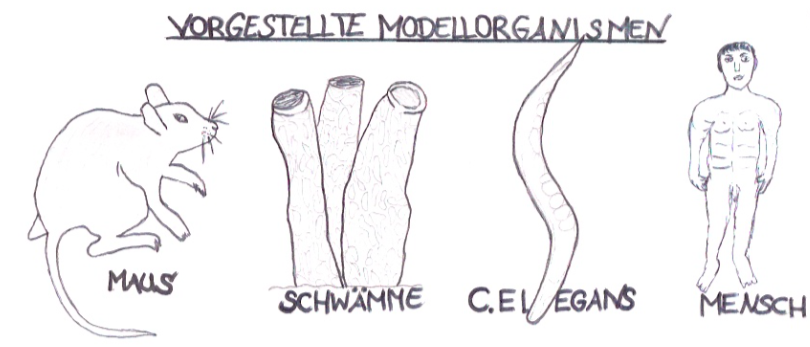 VORGESTELLTE MODELLORGANISMEN
MAUS
SCHWÄMME
C.ELEGANS
MENSCH